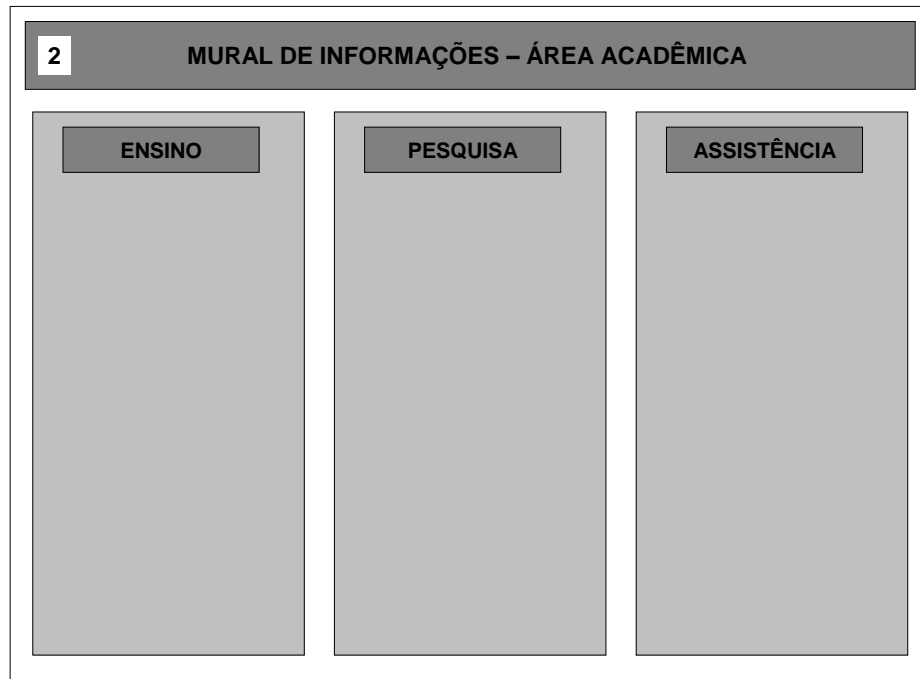 2
MURAL DE INFORMAÇÕES – ÁREA ACADÊMICA
ENSINO
PESQUISA
ASSISTÊNCIA